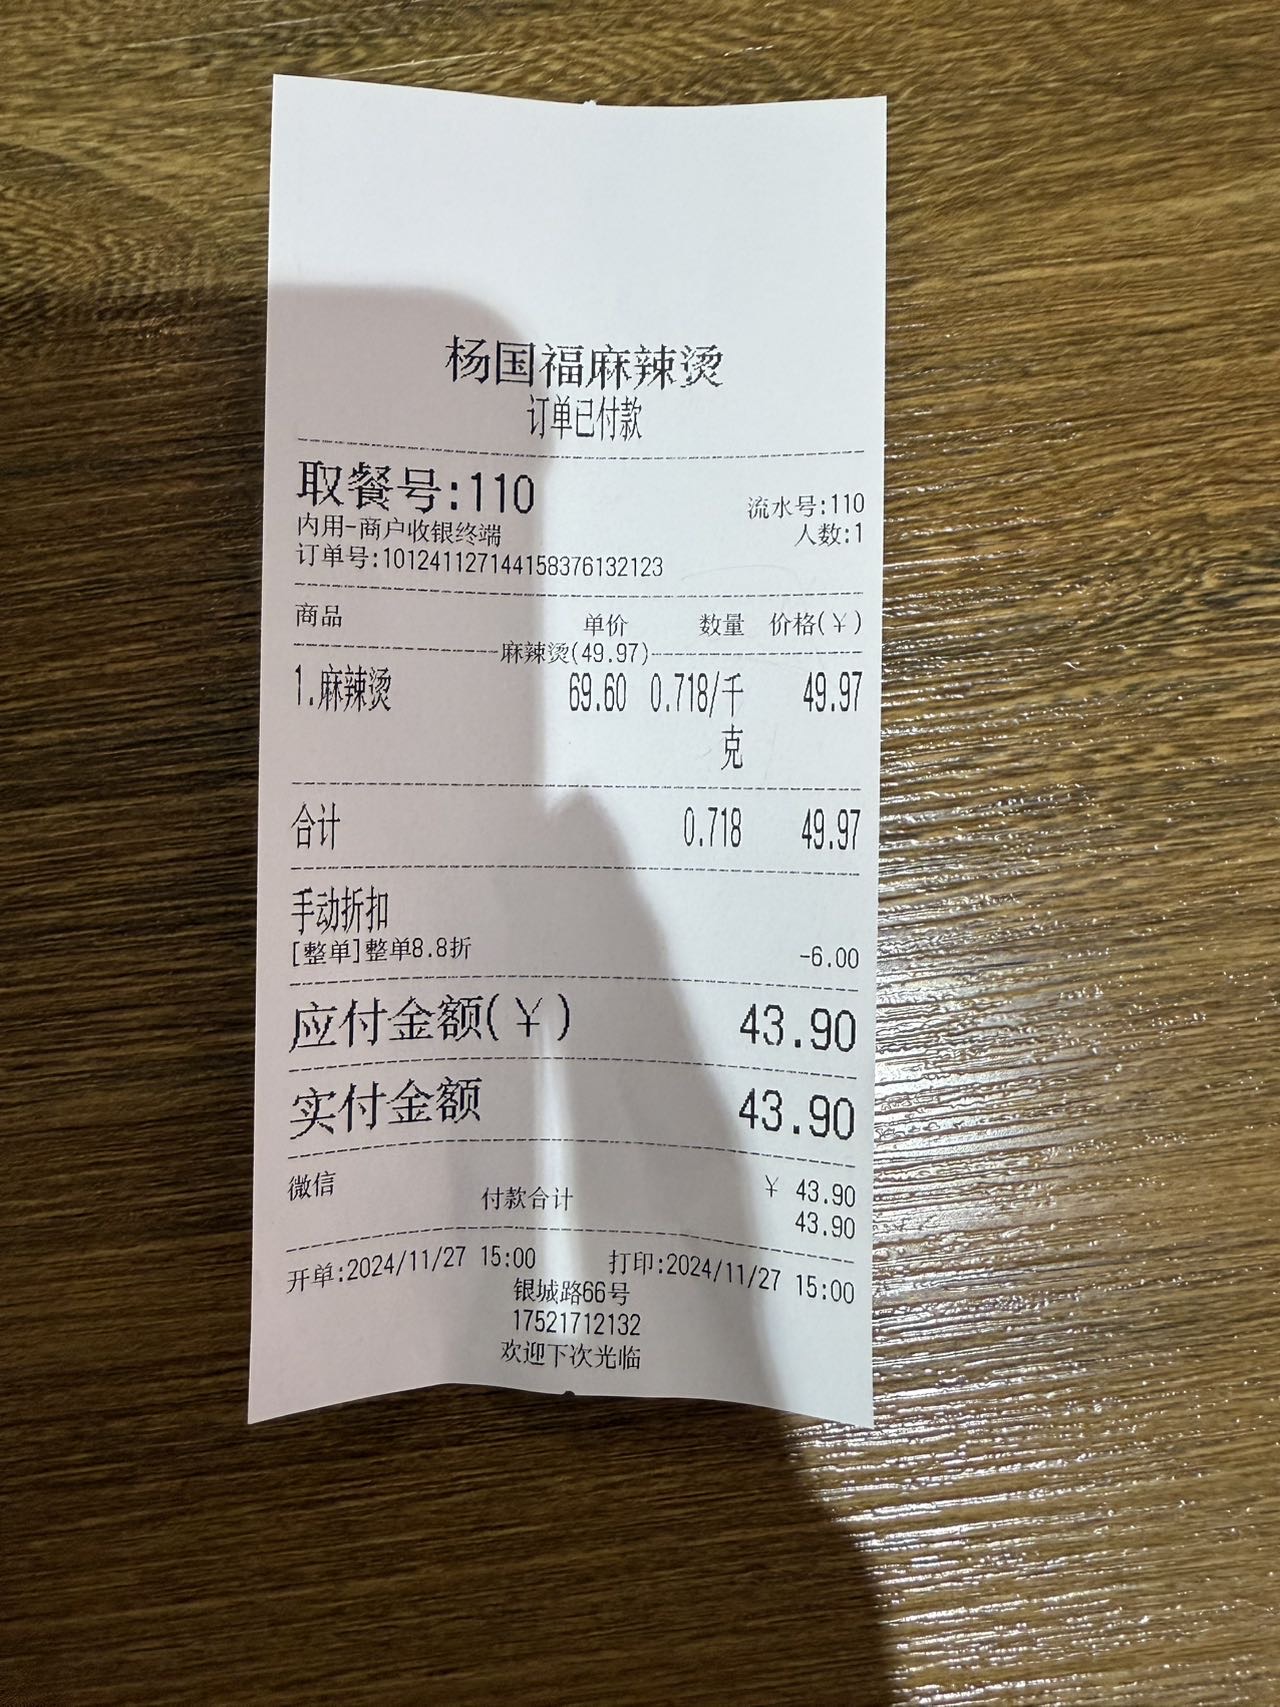 杨国福麻辣烫
订单已付款
取餐号:110
流水号:110
内用-商户收银终端
人数:1
订单号:101241127144158376132123
商品 单价 数量 价格(¥)
麻辣烫(49.97)
1.麻辣烫 69.60 0.718/千克 49.97
合计 0.718 49.97
手动折扣
[整单]整单8.8折 -6.00
应付金额(¥) 43.90
实付金额 43.90
微信 ¥ 43.90
付款合计 43.90
开单:2024/11/27 15:00 打印:2024/11/27 15:00
银城路66号
17521712132
欢迎下次光临